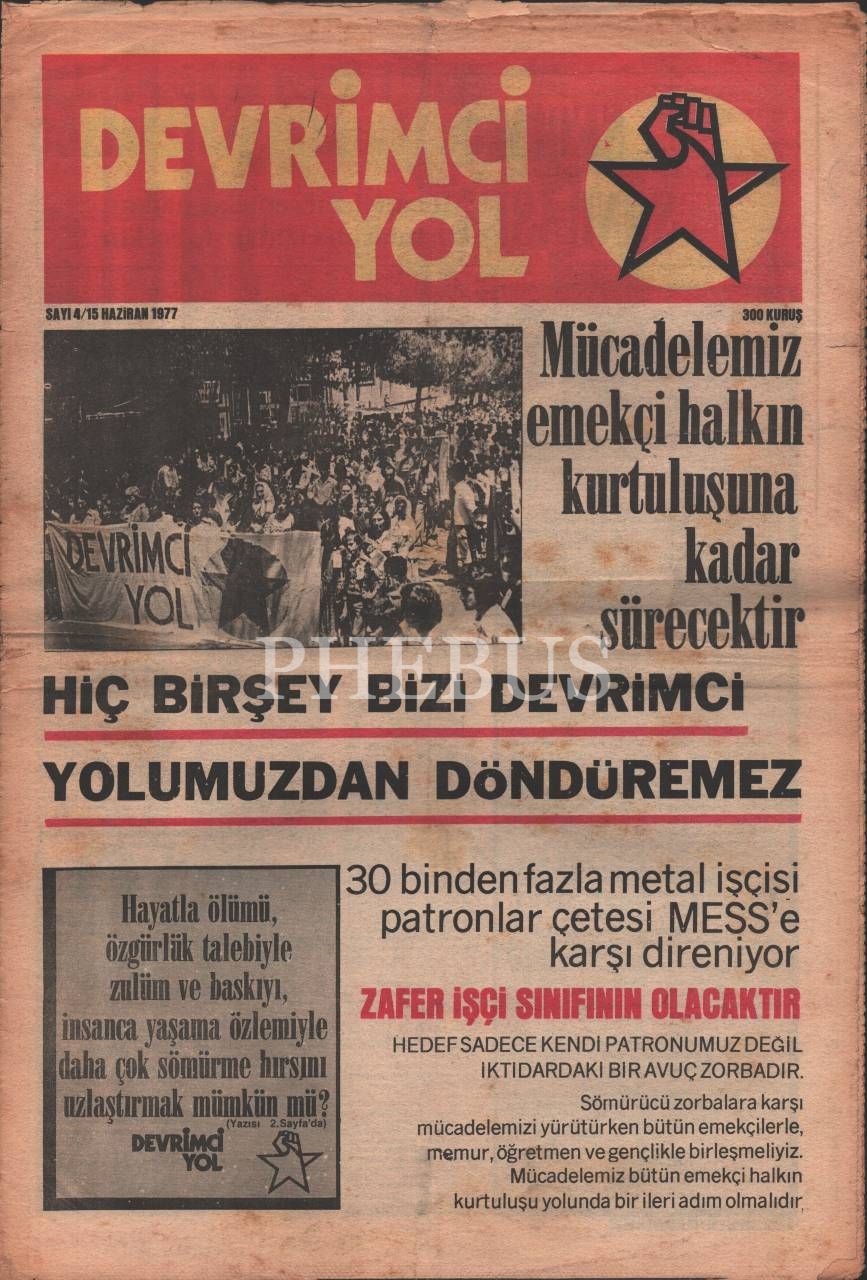 DEVRİMCİ
YOL
SAYI 4/15 HAZİRAN 1977
300 KURUŞ
Mücadelemiz
emekçi halkın
kurtuluşuna
kadar
sürecektir
DEVRİMCİ
YOL
PHEBUS
HİÇ BİRŞEY BİZİ DEVRİMCİ
YOLUMUZDAN DÖNDÜREMEZ
Hayatla ölümü,
özgürlük talebiyle
zulüm ve baskıyı,
insanca yaşama özlemiyle
daha çok sömürme hırsını
uzlaştırmak mümkün mü?
(Yazısı 2.Sayfa'da)
DEVRİMCİ
YOL
30 binden fazla metal işçisi
patronlar çetesi MESS'e
karşı direniyor
ZAFER İŞÇİ SINIFININ OLACAKTIR
HEDEF SADECE KENDİ PATRONUMUZ DEĞİL
IKTIDARDAKİ BIR AVUÇ ZORBADIR.
Sömürücü zorbalara karşı
mücadelemizi yürütürken bütün emekçilerle,
memur, öğretmen ve gençlikle birleşmeliyiz.
Mücadelemiz bütün emekçi halkın
kurtuluşu yolunda bir ileri adım olmalıdır.